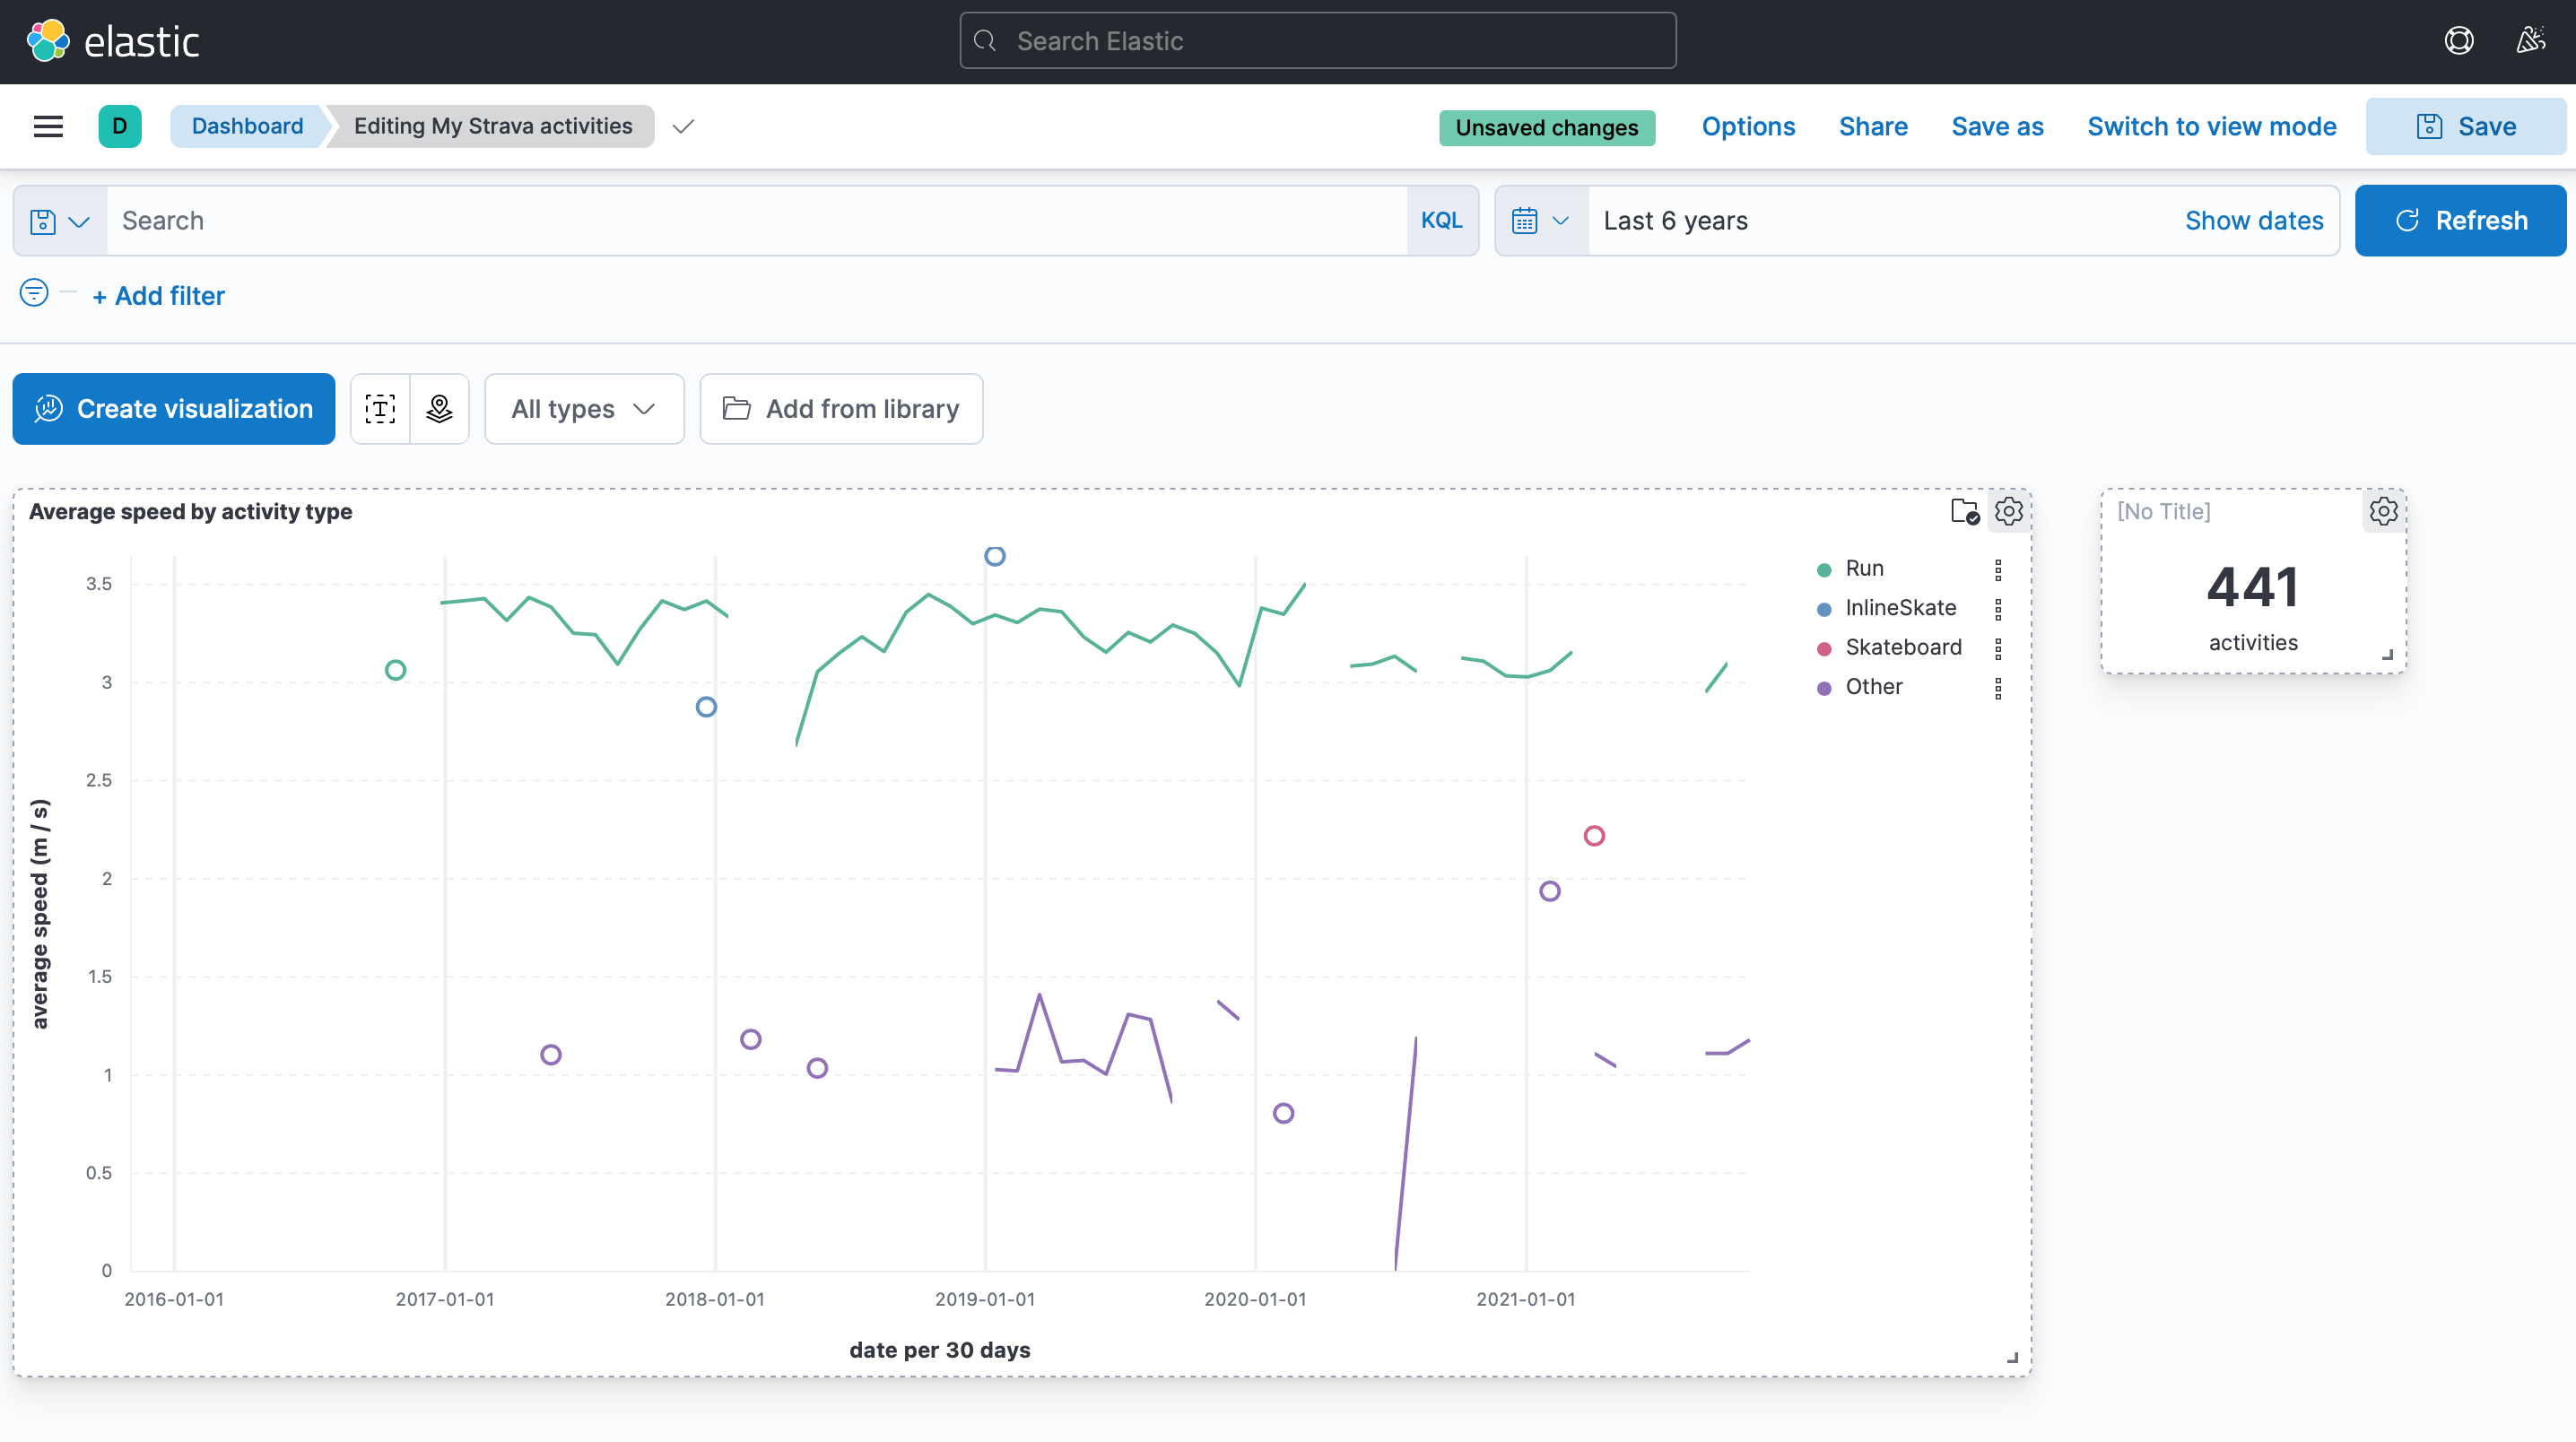 elastic
Search Elastic
D
Dashboard
Editing My Strava activities
Unsaved changes
Options
Share
Save as
Switch to view mode
Save
Search
KQL
Last 6 years
Show dates
Refresh
+ Add filter
Create visualization
T
All types
Add from library
Average speed by activity type
[No Title]
441
activities
Run
InlineSkate
Skateboard
Other
average speed (m / s)
3.5
3
2.5
2
1.5
1
0.5
0
2016-01-01
2017-01-01
2018-01-01
2019-01-01
2020-01-01
2021-01-01
date per 30 days